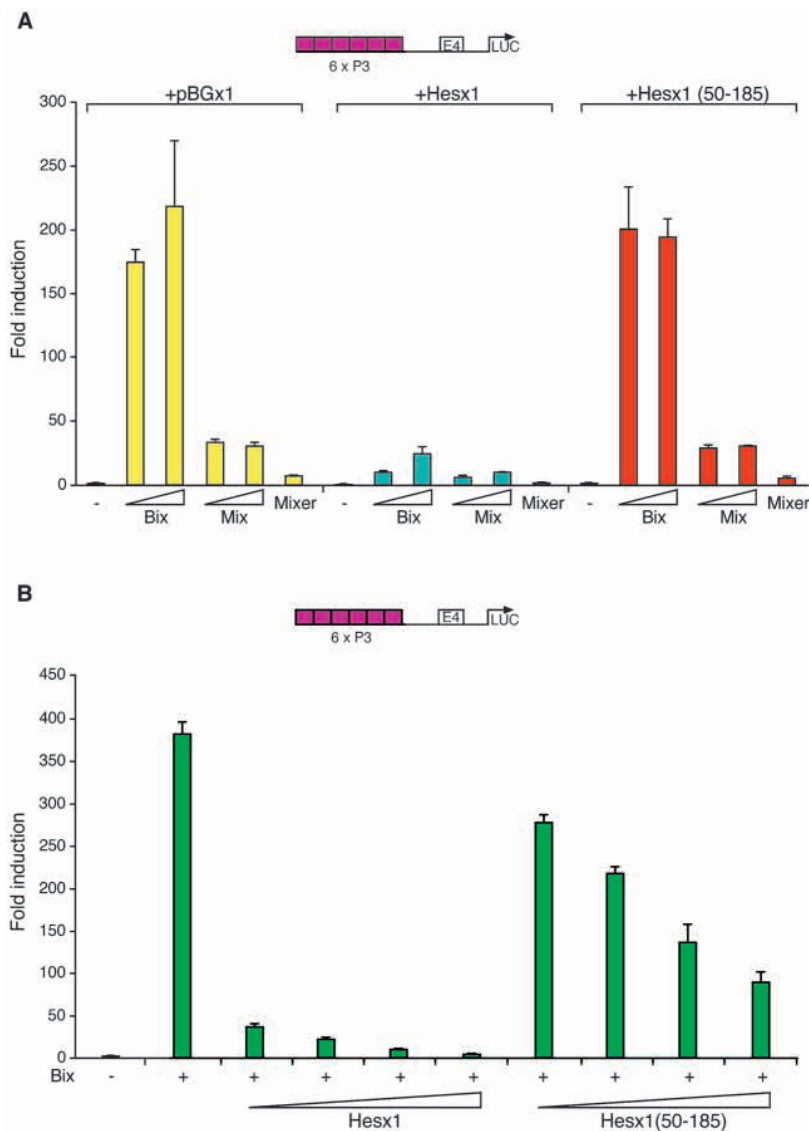 A
E4
LUC
6 x P3
+pBGx1 +Hesx1 +Hesx1 (50-185)
300
250
200
150
100
50
0
Fold induction
- Bix Mix Mixer - Bix Mix Mixer - Bix Mix Mixer
B
E4
LUC
6 x P3
450
400
350
300
250
200
150
100
50
0
Fold induction
Bix - + + + + + + + + +
Hesx1 Hesx1(50-185)